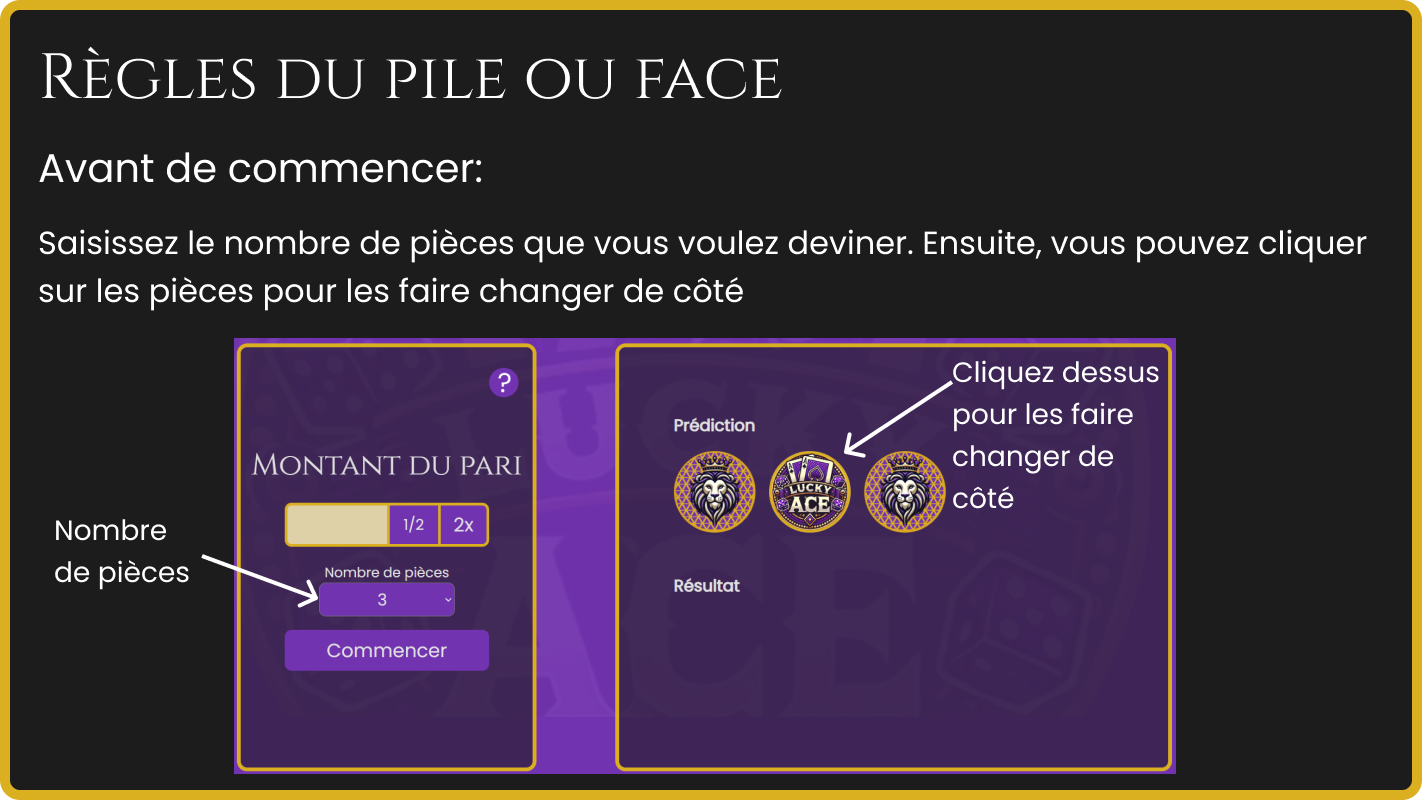 Règles du pile ou face
Avant de commencer:
Saisissez le nombre de pièces que vous voulez deviner. Ensuite, vous pouvez cliquer
sur les pièces pour les faire changer de côté
Nombre
de pièces
?
Montant du pari
1/2
2x
Nombre de pièces
3
Commencer
Prédiction
LUCKY
ACE
Résultat
Cliquez dessus
pour les faire
changer de
côté
LUCKY
ACE